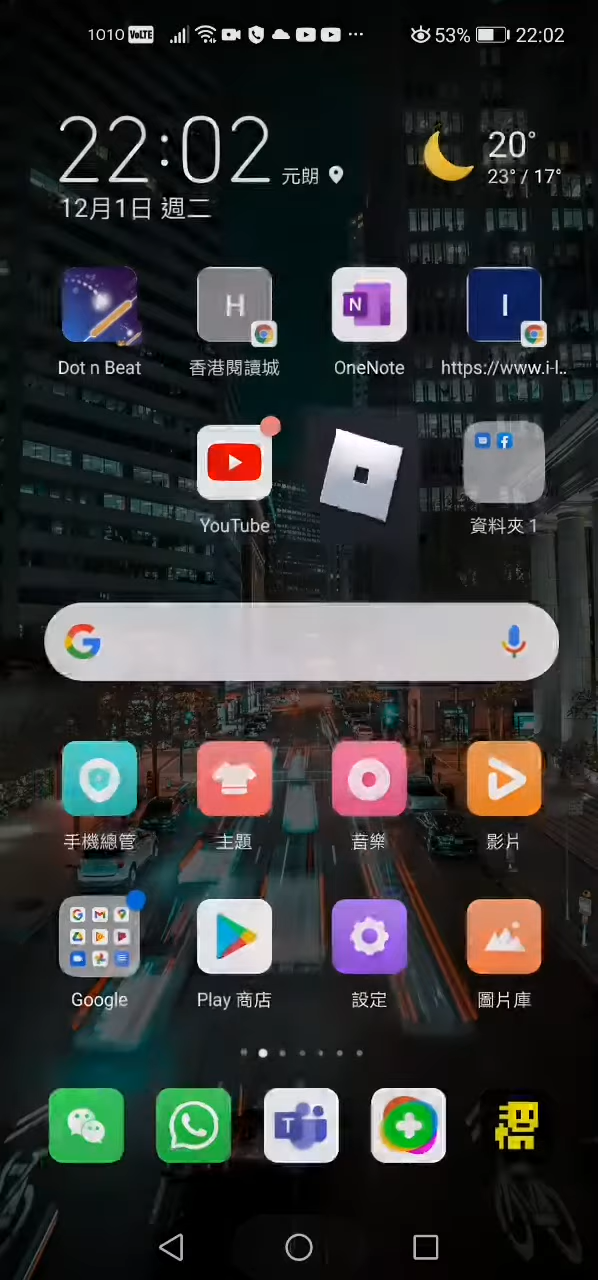 1010 VoLTE 53% 22:02
22:02 元朗 20°
23° / 17°
12月1日 週二
H N I
Dot n Beat 香港閱讀城 OneNote https://www.i-l..
YouTube 資料夾 1
手機總管 主題 音樂 影片
Google Play 商店 設定 圖片庫
T